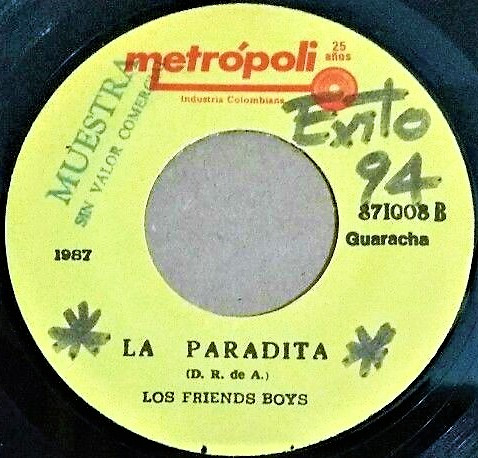 metrópoli
25
años
Industria Colombiana
MUESTRA
SIN VALOR COMERCIAL
Exito
94
871008 B
Guaracha
1987
LA PARADITA
(D. R. de A.)
LOS FRIENDS BOYS